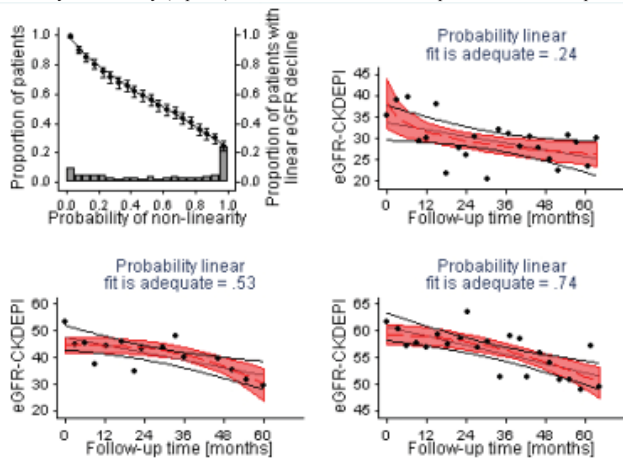 Proportion of patients
1.0
0.8
0.6
0.4
0.2
0.0
1.0
0.8
0.6
0.4
0.2
0.0
Proportion of patients with
linear eGFR decline
0.0 0.2 0.4 0.6 0.8 1.0
Probability of non-linearity
Probability linear
fit is adequate = .24
eGFR-CKDEPI
45
40
35
30
25
20
0 12 24 36 48 60
Follow-up time [months]
Probability linear
fit is adequate = .53
eGFR-CKDEPI
60
50
40
30
20
0 12 24 36 48 60
Follow-up time [months]
Probability linear
fit is adequate = .74
eGFR-CKDEPI
65
60
55
50
45
0 12 24 36 48 60
Follow-up time [months]